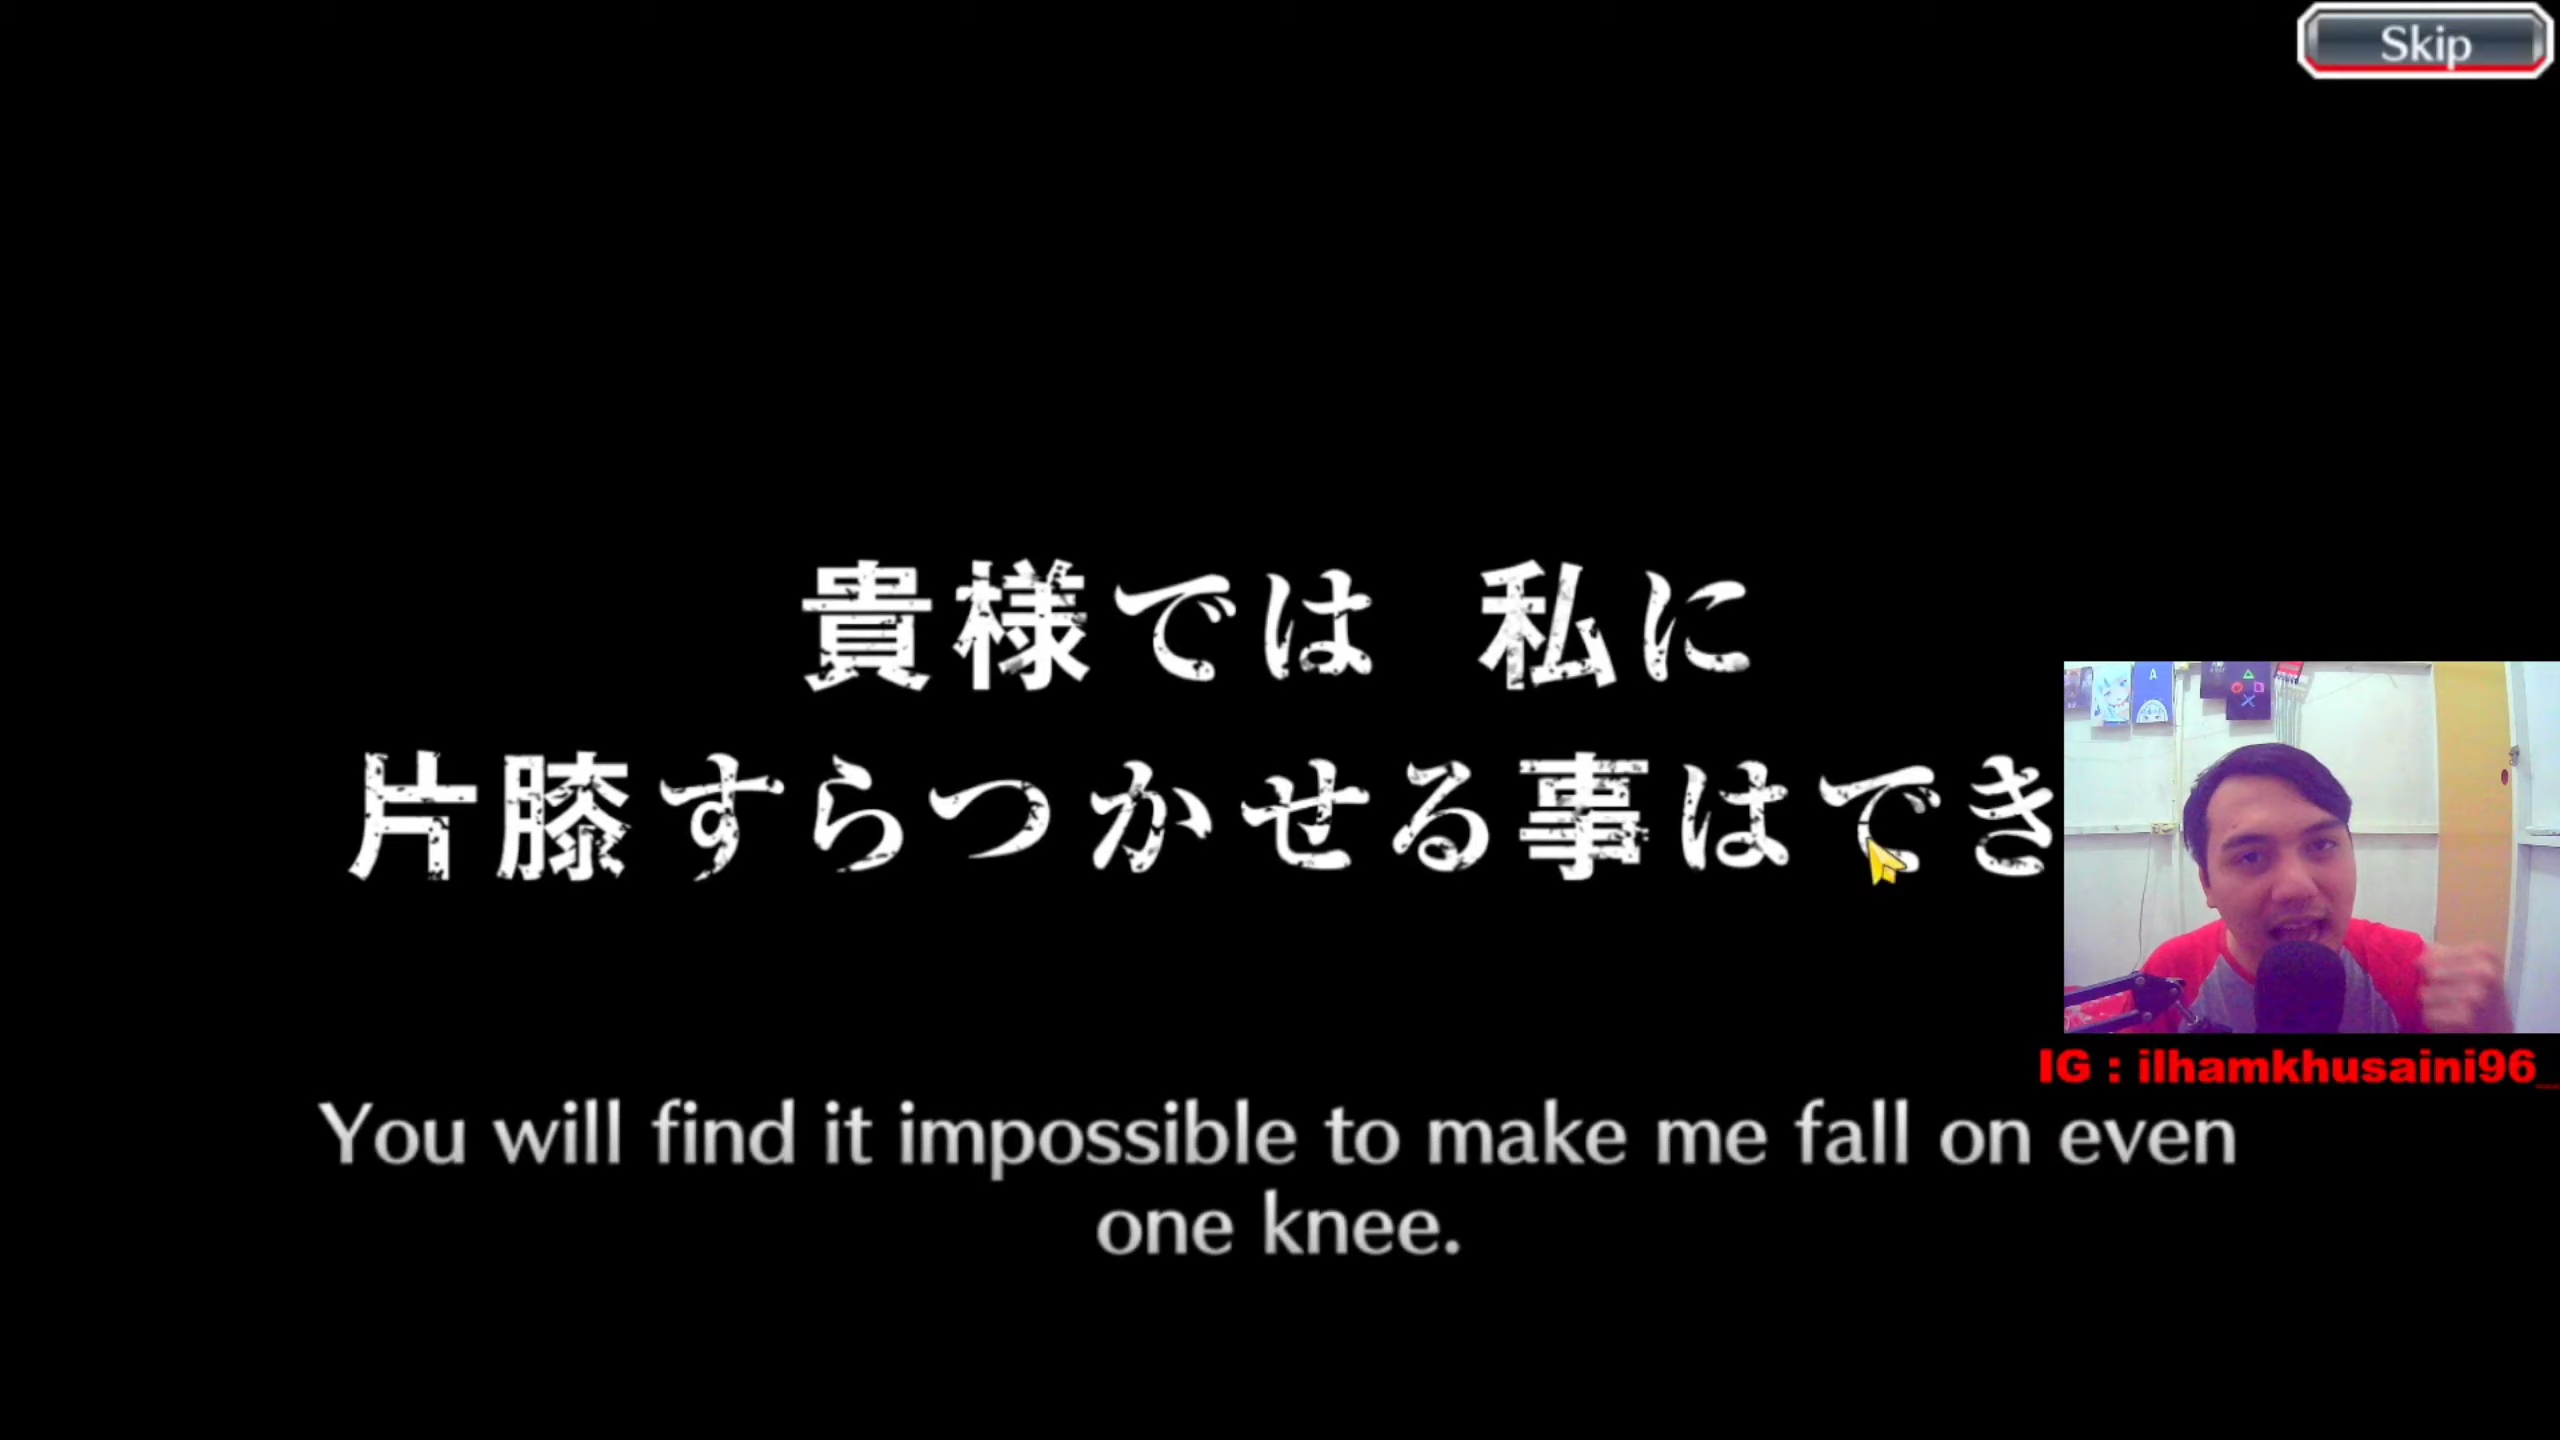 Skip
貴様では 私に
片膝すらつかせる事はでき
IG : ilhamkhusaini96_
You will find it impossible to make me fall on even
one knee.